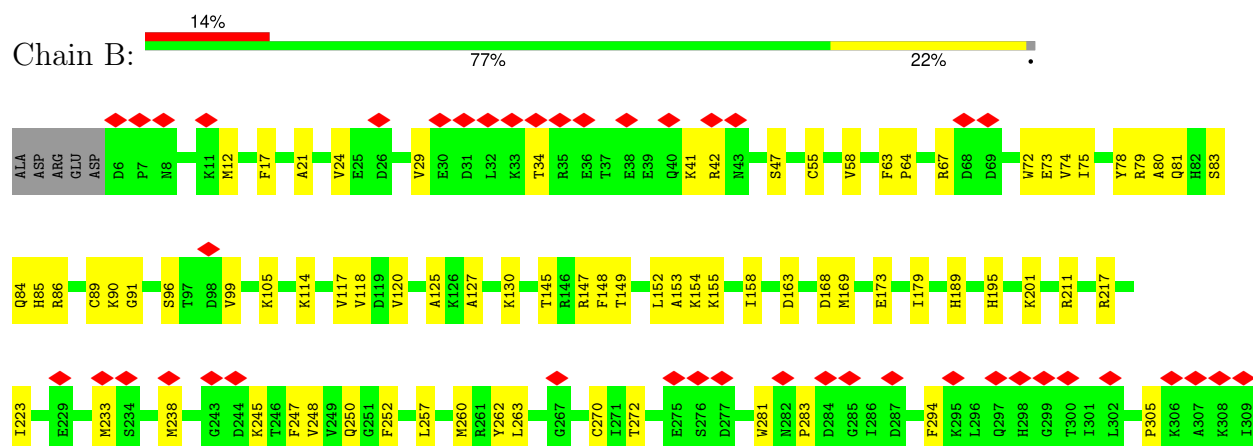 14%
Chain B:
77% 22% •
ALA ASP ARG GLU ASP D6 P7 N8 K11 M12 F17 A21 V24 E25 D26 V29 E30 D31 L32 K33 T34 R35 E36 T37 E38 E39 Q40 K41 R42 N43 S47 C55 V58 F63 P64 R67 D68 D69 W72 E73 V74 I75 Y78 R79 A80 Q81 H82 S83
Q84 H85 R86 C89 K90 G91 S96 T97 D98 V99 K105 K114 V117 V118 D119 V120 A125 K126 A127 K130 T145 R146 R147 F148 T149 L152 A153 K154 K155 I158 D163 D168 M169 E173 I179 H189 H195 K201 R211 R217
I223 E229 M233 S234 M238 G243 D244 K245 T246 F247 V248 V249 Q250 G251 F252 L257 M260 R261 Y262 L263 G267 C270 I271 T272 E275 S276 D277 W281 N282 P283 D284 G285 I286 D287 F294 K295 L296 Q297 H298 G299 T300 I301 L302 P305 K306 A307 K308 I309